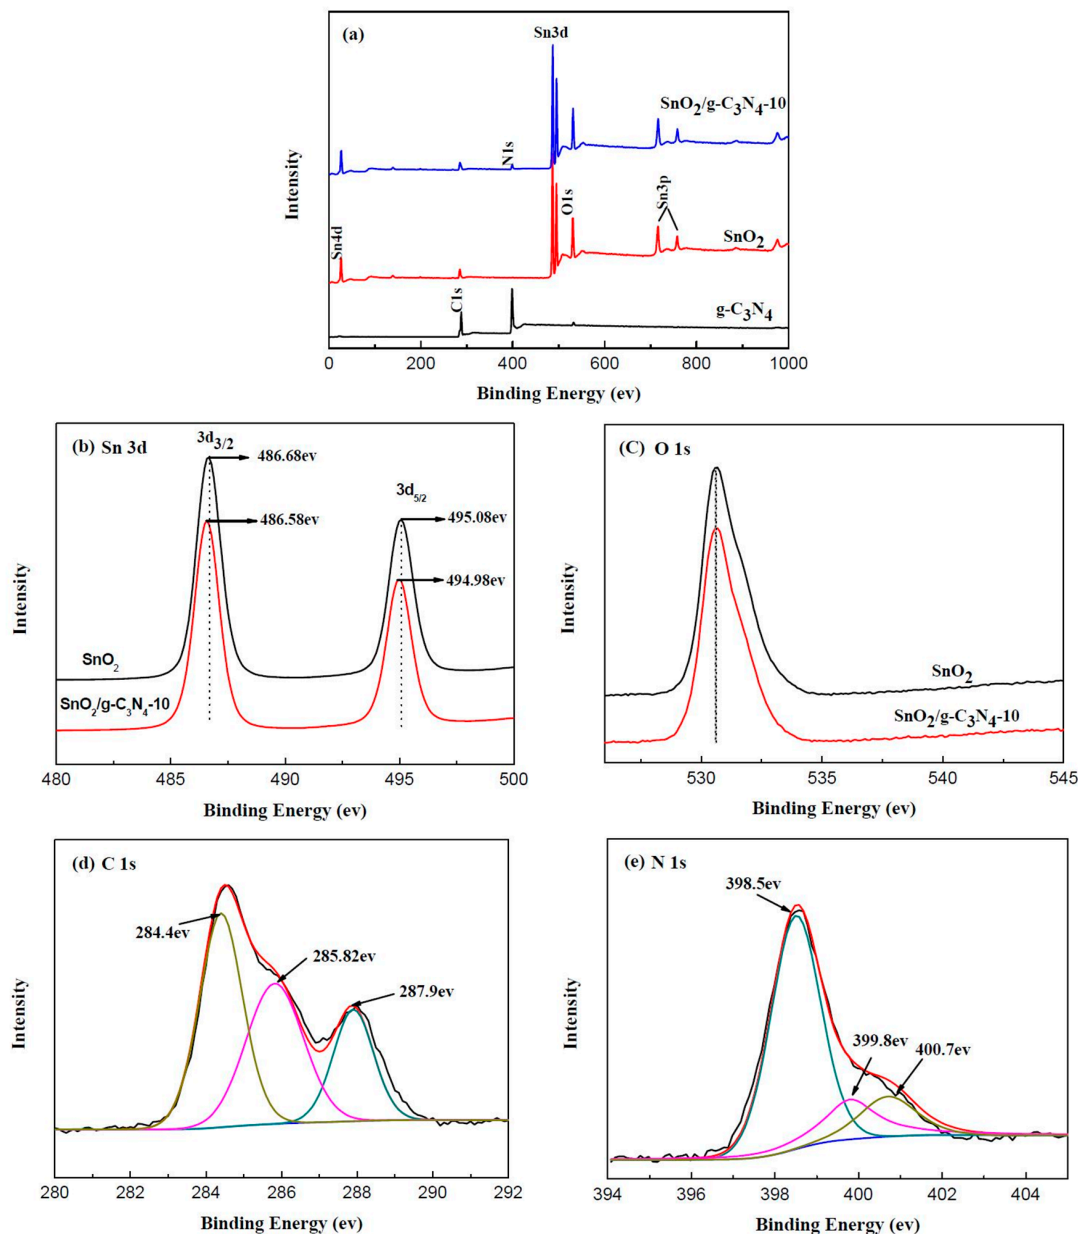 (a)
Sn3d
SnO2/g-C3N4-10
N1s
Sn4d
O1s
Sn3p
SnO2
C1s
g-C3N4
Intensity
0 200 400 600 800 1000
Binding Energy (ev)
(b) Sn 3d
3d3/2
486.68ev
3d5/2
486.58ev
495.08ev
494.98ev
SnO2
SnO2/g-C3N4-10
Intensity
480 485 490 495 500
Binding Energy (ev)
(C) O 1s
SnO2
SnO2/g-C3N4-10
Intensity
530 535 540 545
Binding Energy (ev)
(d) C 1s
284.4ev
285.82ev
287.9ev
Intensity
280 282 284 286 288 290 292
Binding Energy (ev)
(e) N 1s
398.5ev
399.8ev
400.7ev
Intensity
394 396 398 400 402 404
Binding Energy (ev)